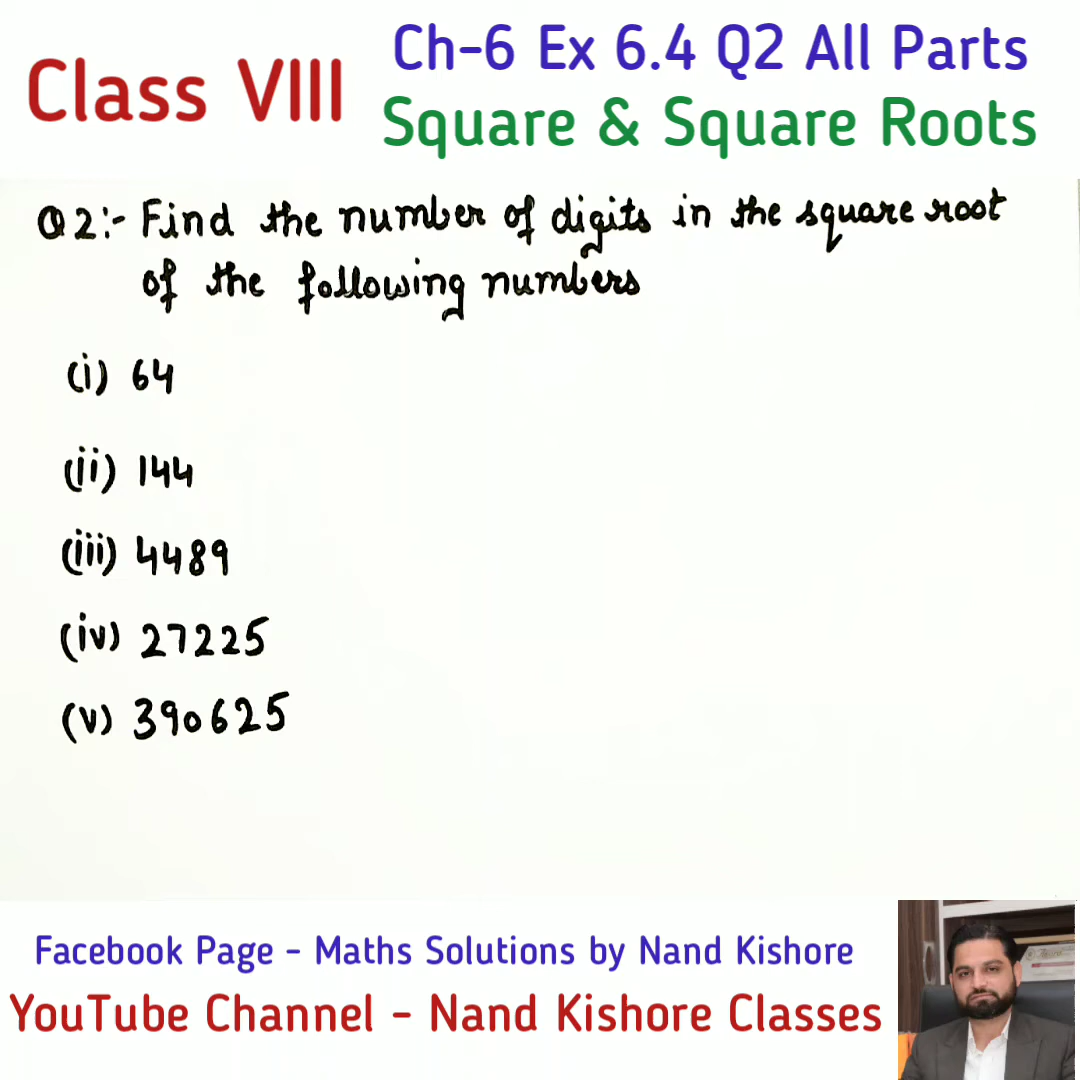 Class VIII
Ch-6 Ex 6.4 Q2 All Parts
Square & Square Roots
Q2:- Find the number of digits in the square root
of the following numbers
(i) 64
(ii) 144
(iii) 4489
(iv) 27225
(v) 390625
Facebook Page - Maths Solutions by Nand Kishore
YouTube Channel - Nand Kishore Classes